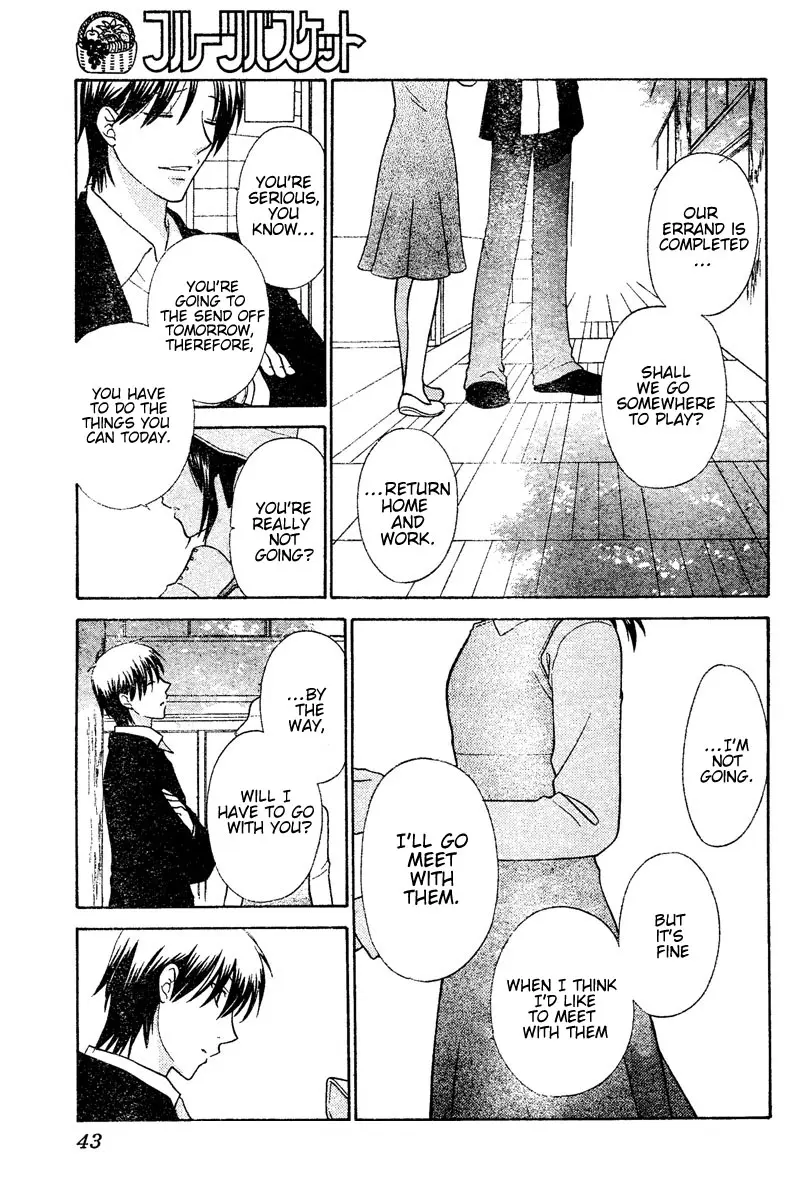 フルーツバスケット
OUR
ERRAND IS
COMPLETED
...
SHALL
WE GO
SOMEWHERE
TO PLAY?
...RETURN
HOME
AND
WORK.
YOU'RE
SERIOUS,
YOU
KNOW...
YOU'RE
GOING TO
THE SEND OFF
TOMORROW,
THEREFORE,
YOU HAVE
TO DO THE
THINGS YOU
CAN TODAY.
YOU'RE
REALLY
NOT
GOING?
...I'M
NOT
GOING.
BUT
IT'S
FINE
WHEN I THINK
I'D LIKE
TO MEET
WITH THEM
I'LL GO
MEET
WITH
THEM.
...BY
THE
WAY,
WILL I
HAVE TO GO
WITH YOU?
43